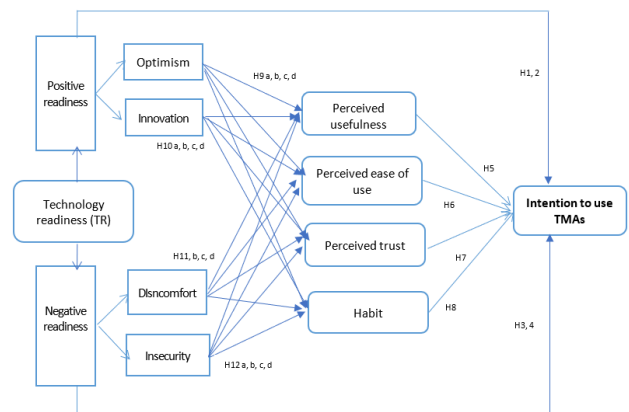 Positive
readiness
Optimism
Innovation
H9 a, b, c, d
H10 a, b, c, d
H1, 2
Perceived
usefulness
Perceived ease of
use
Perceived trust
Habit
H5
H6
H7
H8
Technology
readiness (TR)
Intention to use
TMAs
Negative
readiness
DIsncomfort
Insecurity
H11, b, c, d
H12 a, b, c, d
H3, 4